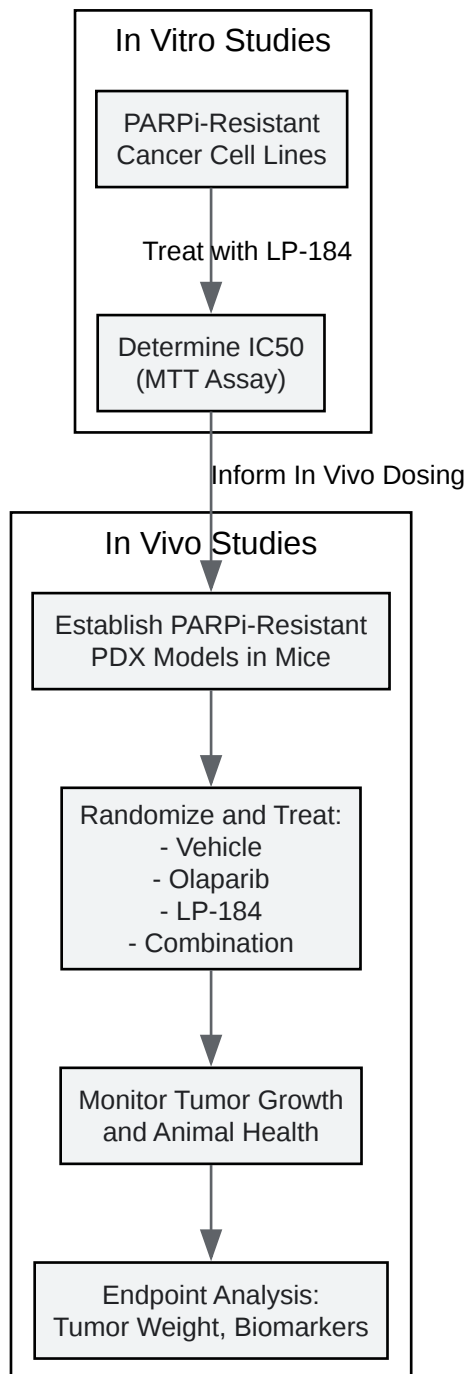 In Vitro Studies
PARPi-Resistant
Cancer Cell Lines
Treat with LP-184
Determine IC50
(MTT Assay)
Inform In Vivo Dosing
In Vivo Studies
Establish PARPi-Resistant
PDX Models in Mice
Randomize and Treat:
- Vehicle
- Olaparib
- LP-184
- Combination
Monitor Tumor Growth
and Animal Health
Endpoint Analysis:
Tumor Weight, Biomarkers